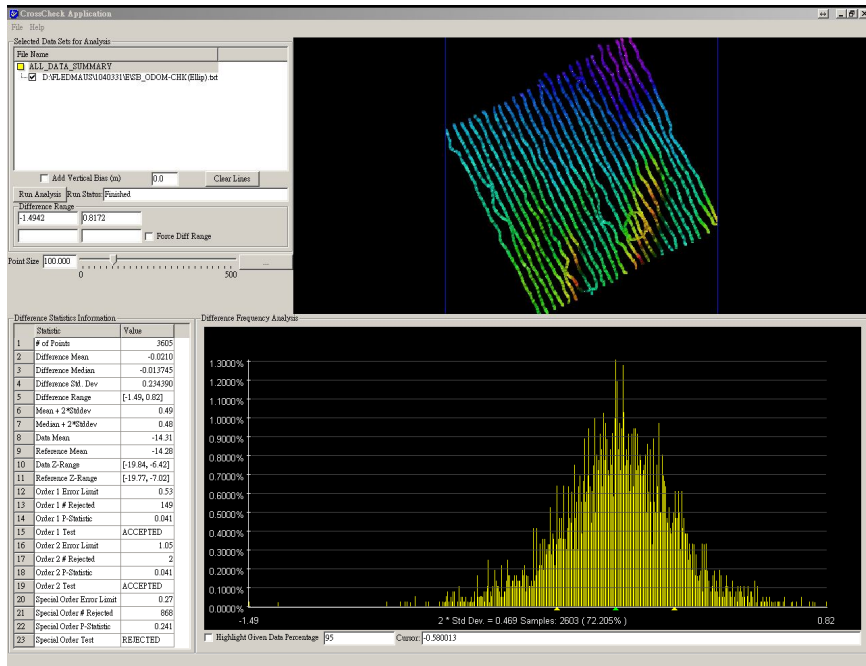 CrossCheck Application
File Help
Selected Data Sets for Analysis
File Name
ALL_DATA_SUMMARY
D:\FLEDMAUS\1040331\E\SB_ODOM-CHK(Ellip).txt
Add Vertical Bias (m) 0.0 Clear Lines
Run Analysis Run Status: Finished
Difference Range
-1.4942 0.8172
Force Diff Range
Point Size 100.000 ...
0 500
Difference Statistics Information
Statistic Value
1 # of Points 3605
2 Difference Mean -0.0210
3 Difference Median -0.013745
4 Difference Std. Dev 0.234390
5 Difference Range [-1.49, 0.82]
6 Mean + 2*Stddev 0.49
7 Median + 2*Stddev 0.48
8 Data Mean -14.31
9 Reference Mean -14.28
10 Data Z-Range [-19.84, -6.42]
11 Reference Z-Range [-19.77, -7.02]
12 Order 1 Error Limit 0.53
13 Order 1 # Rejected 149
14 Order 1 P-Statistic 0.041
15 Order 1 Test ACCEPTED
16 Order 2 Error Limit 1.05
17 Order 2 # Rejected 2
18 Order 2 P-Statistic 0.041
19 Order 2 Test ACCEPTED
20 Special Order Error Limit 0.27
21 Special Order # Rejected 868
22 Special Order P-Statistic 0.241
23 Special Order Test REJECTED
Difference Frequency Analysis
1.3000%
1.2000%
1.1000%
1.0000%
0.9000%
0.8000%
0.7000%
0.6000%
0.5000%
0.4000%
0.3000%
0.2000%
0.1000%
0.0000%
-1.49 2 * Std Dev. = 0.469 Samples: 2603 ( 72.205% ) 0.82
Highlight Given Data Percentage 95 Cursor: -0.580013